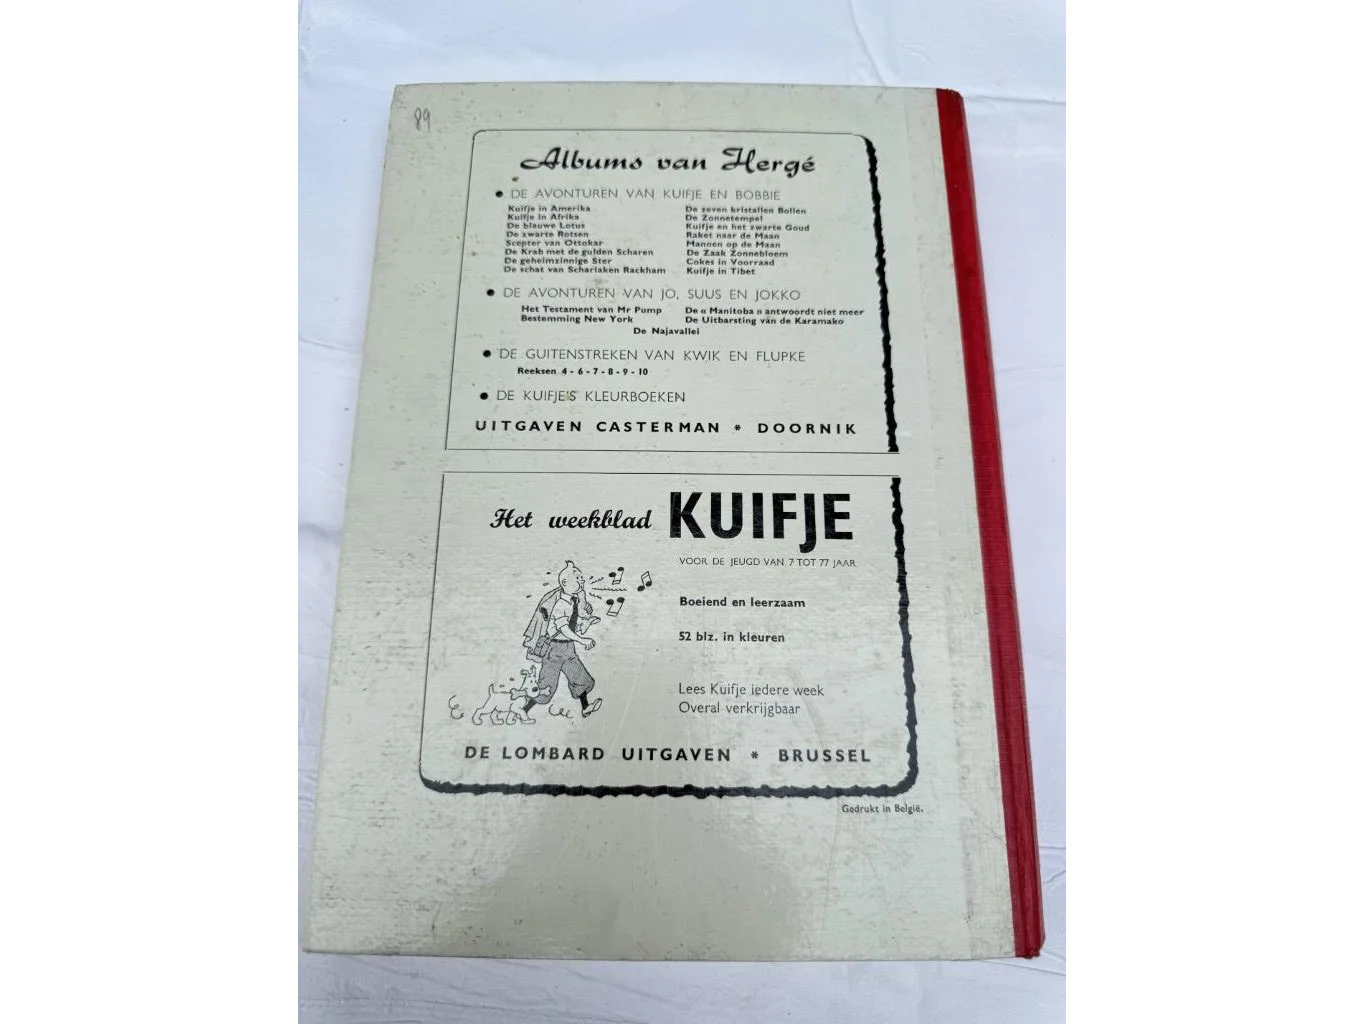 89
Albums van Hergé
• DE AVONTUREN VAN KUIFJE EN BOBBIE
Kuifje in Amerika
Kuifje in Afrika
De blauwe Lotus
De zwarte Rotsen
Scepter van Ottokar
De Krab met de gulden Scharen
De geheimzinnige Ster
De schat van Scharlaken Rackham
De zeven kristallen Bollen
De Zonnetempel
Kuifje en het zwarte Goud
Raket naar de Maan
Mannen op de Maan
De Zaak Zonnebloem
Cokes in Voorraad
Kuifje in Tibet
• DE AVONTUREN VAN JO, SUUS EN JOKKO
Het Testament van Mr Pump
Bestemming New York
De « Manitoba » antwoordt niet meer
De Uitbarsting van de Karamako
De Najavallei
• DE GUITENSTREKEN VAN KWIK EN FLUPKE
Reeksen 4 - 6 - 7 - 8 - 9 - 10
• DE KUIFJE'S KLEURBOEKEN
UITGAVEN CASTERMAN * DOORNIK
Het weekblad KUIFJE
VOOR DE JEUGD VAN 7 TOT 77 JAAR
Boeiend en leerzaam
52 blz. in kleuren
Lees Kuifje iedere week
Overal verkrijgbaar
DE LOMBARD UITGAVEN * BRUSSEL
Gedrukt in België.